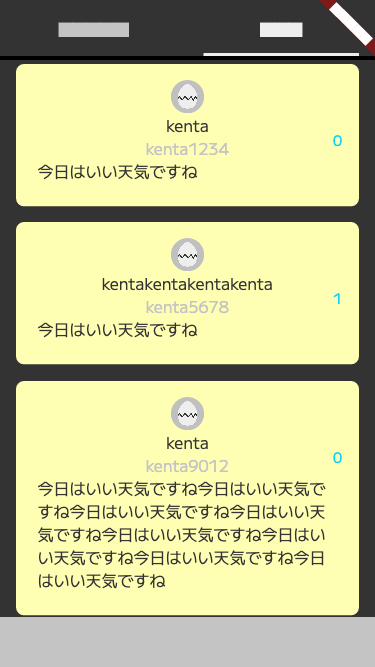 kenta
kenta1234
0
今日はいい天気ですね
kentakentakentakenta
kenta5678
1
今日はいい天気ですね
kenta
kenta9012
0
今日はいい天気ですね今日はいい天気で
すね今日はいい天気ですね今日はいい天
気ですね今日はいい天気ですね今日はい
い天気ですね今日はいい天気ですね今日
はいい天気ですね